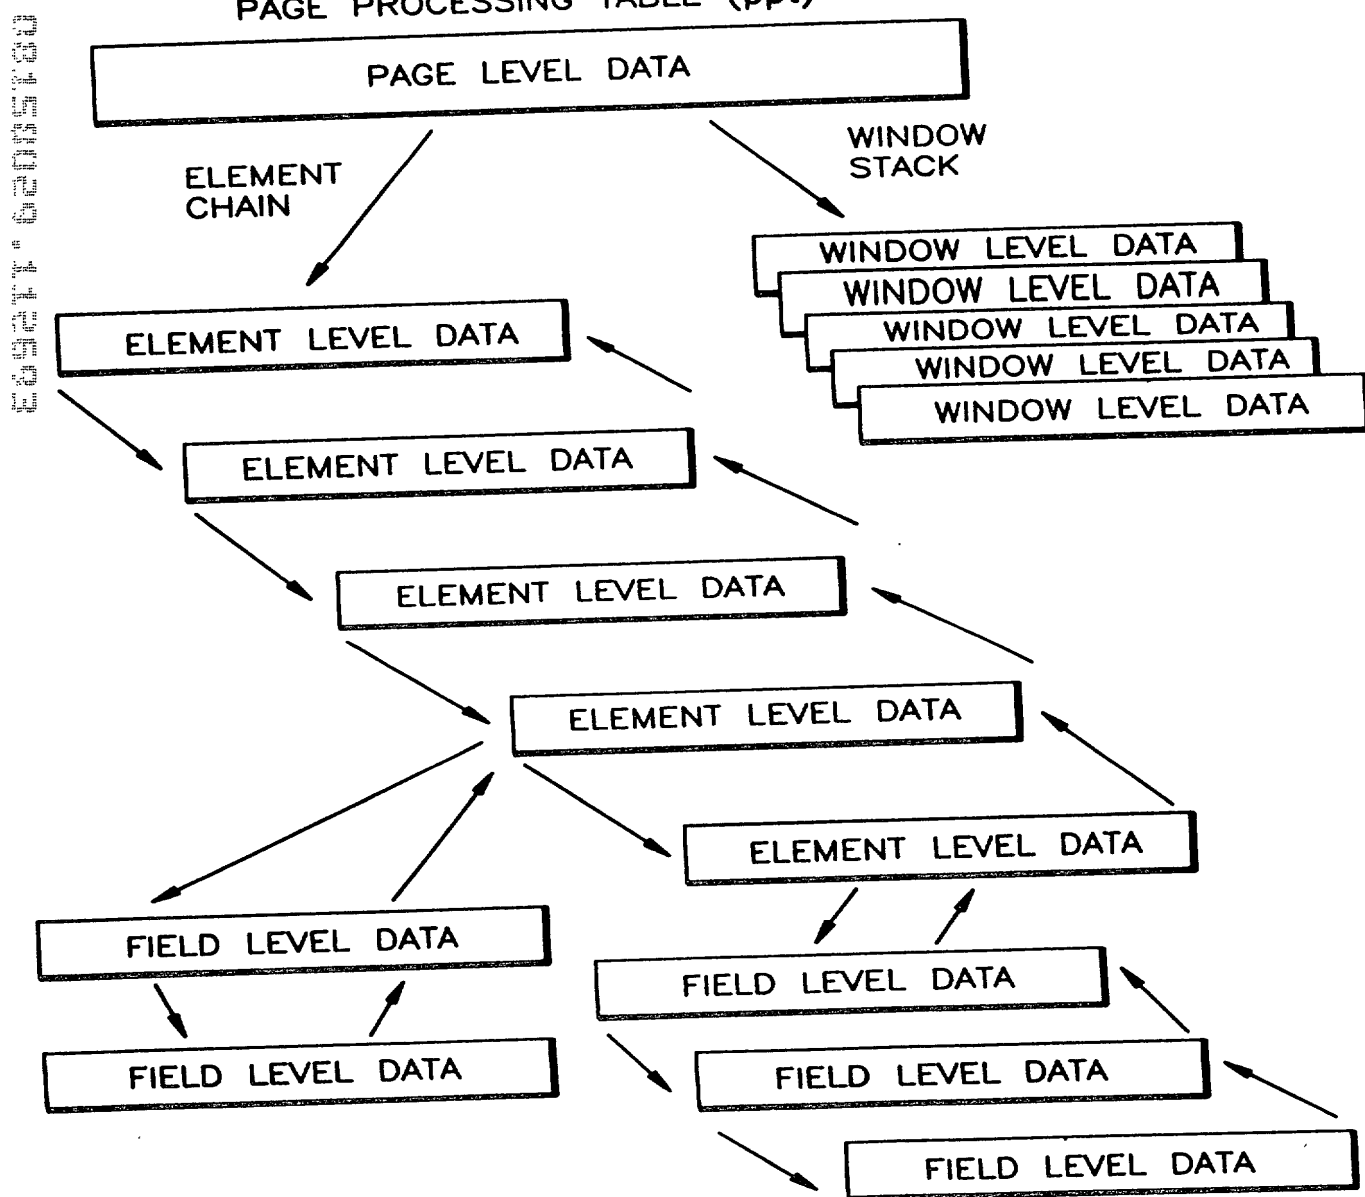 PAGE PROCESSING TABLE (ppt)
PAGE LEVEL DATA
ELEMENT
CHAIN
WINDOW
STACK
WINDOW LEVEL DATA
WINDOW LEVEL DATA
WINDOW LEVEL DATA
WINDOW LEVEL DATA
WINDOW LEVEL DATA
ELEMENT LEVEL DATA
ELEMENT LEVEL DATA
ELEMENT LEVEL DATA
ELEMENT LEVEL DATA
ELEMENT LEVEL DATA
FIELD LEVEL DATA
FIELD LEVEL DATA
FIELD LEVEL DATA
FIELD LEVEL DATA
FIELD LEVEL DATA